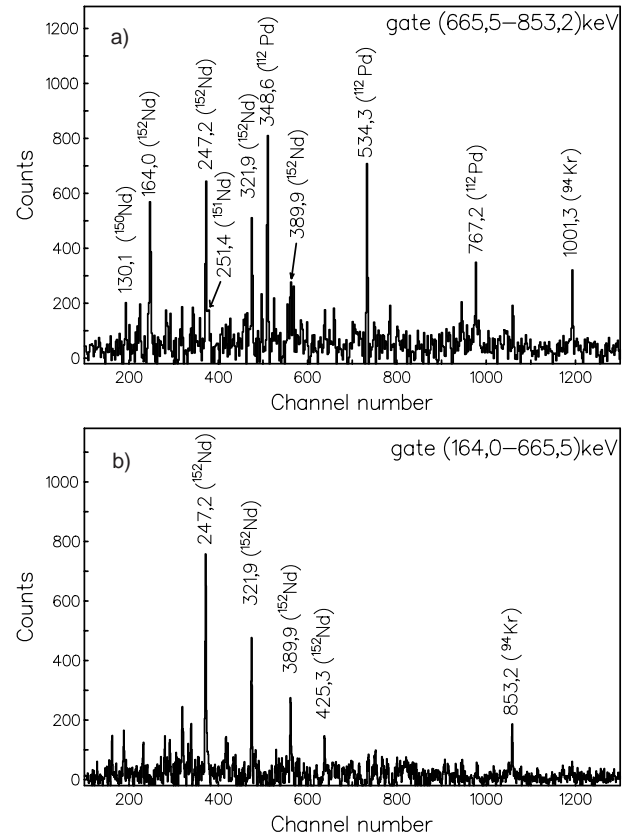 a)
gate (665,5–853,2)keV
Counts
1200
1000
800
600
400
200
0
130,1 (¹⁵⁰Nd)
164,0 (¹⁵²Nd)
247,2 (¹⁵²Nd)
251,4 (¹⁵¹Nd)
321,9 (¹⁵²Nd)
348,6 (¹¹²Pd)
389,9 (¹⁵²Nd)
534,3 (¹¹²Pd)
767,2 (¹¹²Pd)
1001,3 (⁹⁴Kr)
200 400 600 800 1000 1200
Channel number
b)
gate (164,0–665,5)keV
Counts
1000
800
600
400
200
0
247,2 (¹⁵²Nd)
321,9 (¹⁵²Nd)
389,9 (¹⁵²Nd)
425,3 (¹⁵²Nd)
853,2 (⁹⁴Kr)
200 400 600 800 1000 1200
Channel number